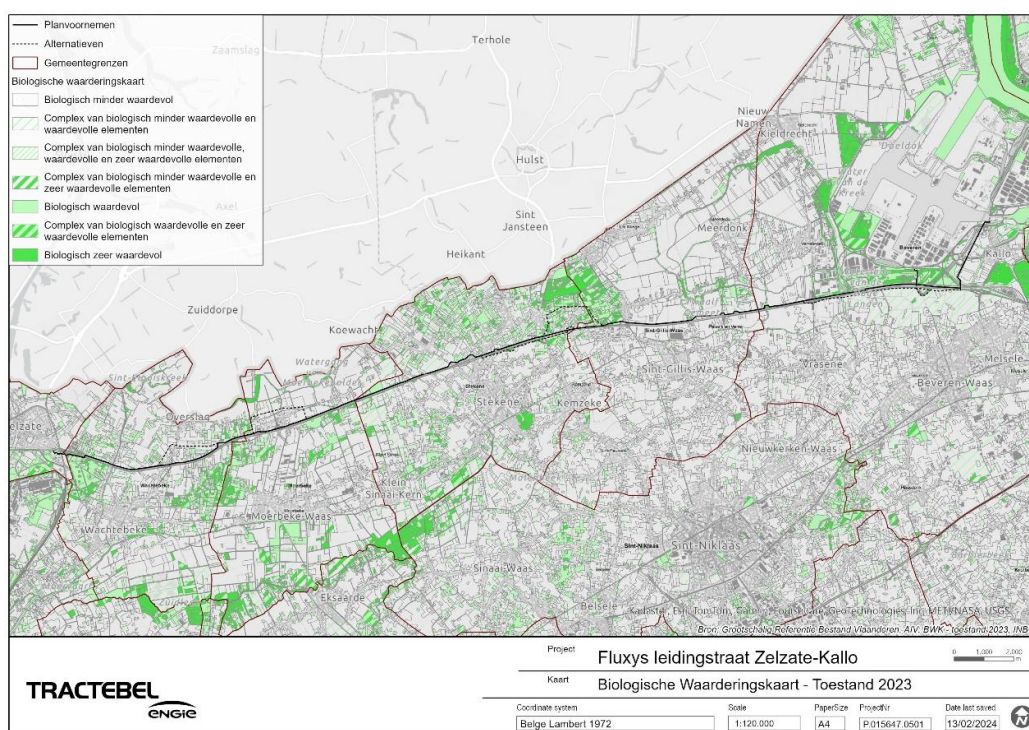 Planvoornemen
Alternatieven
Gemeentegrenzen
Biologische waarderingskaart
Biologisch minder waardevol
Complex van biologisch minder waardevolle en
waardevolle elementen
Complex van biologisch minder waardevolle,
waardevolle en zeer waardevolle elementen
Complex van biologisch minder waardevolle en
zeer waardevolle elementen
Biologisch waardevol
Complex van biologisch waardevolle en zeer
waardevolle elementen
Biologisch zeer waardevol
Zaamslag
Terhole
Axel
Hulst
Nieuw
Namen
Kieldrecht
Doeldok
Sint
Jansteen
Heikant
Meerdonk
Beveren
Kallo
Zuiddorpe
Koewacht
Sint-Gillis-Waas
Vrasene
Melsele
Beveren-Waas
Overslag
elzate
Stekene
Kemzeke
Nieuwkerken-Waas
Klein
Sinaai-Kern
Wachtebeke
Moerbeke-Waas
Sint-Niklaas
Sint-Niklaas
Sinaai-Waas
Eksaarde
Belsele
Bron: Grootschalig Referentie Bestand Vlaanderen, AIV, BWK - toestand 2023, INB
Project
Fluxys leidingstraat Zelzate-Kallo
0 1.000 2.000
m
Kaart
Biologische Waarderingskaart - Toestand 2023
TRACTEBEL
ENGIE
Coordinate system
Scale
PaperSize
ProjectNr
Date last saved
Belge Lambert 1972
1:120.000
A4
P.015647.0501
13/02/2024
N